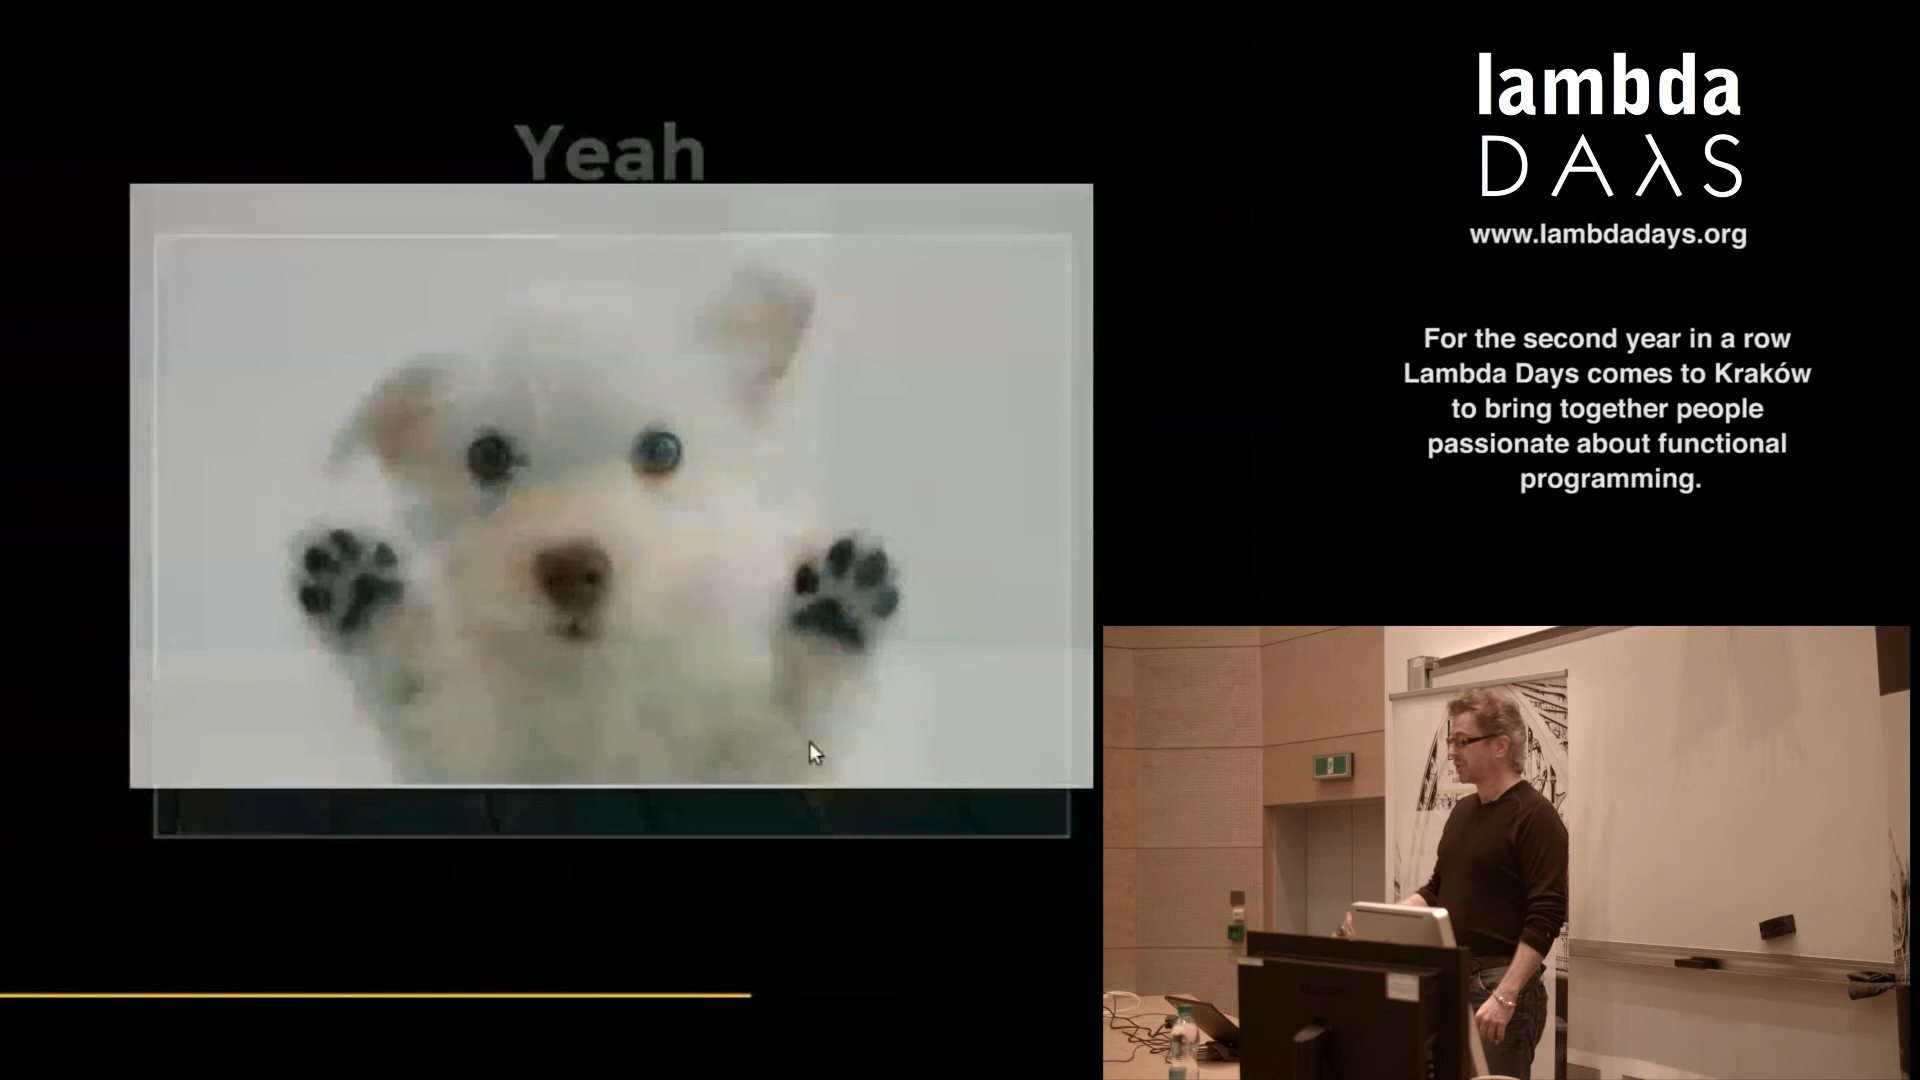 Yeah
lambda
DAλS
www.lambdadays.org
For the second year in a row
Lambda Days comes to Kraków
to bring together people
passionate about functional
programming.